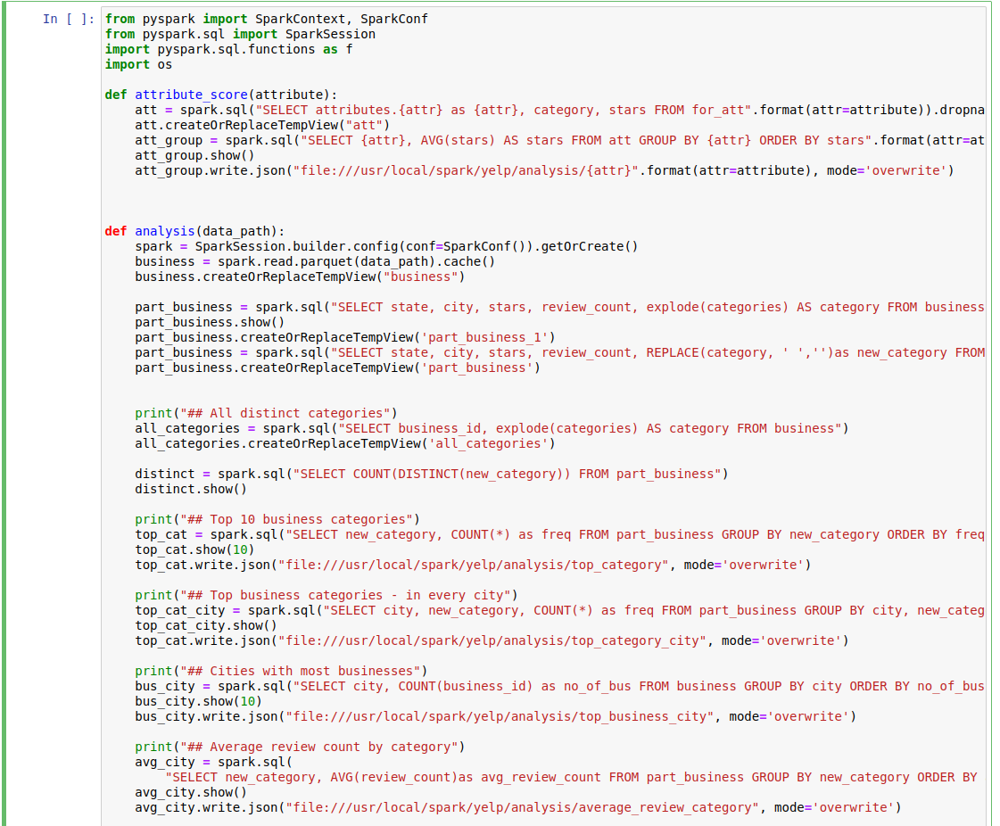 In [ ]: from pyspark import SparkContext, SparkConf
from pyspark.sql import SparkSession
import pyspark.sql.functions as f
import os
def attribute_score(attribute):
    att = spark.sql("SELECT attributes.{attr} as {attr}, category, stars FROM for_att".format(attr=attribute)).dropna
    att.createOrReplaceTempView("att")
    att_group = spark.sql("SELECT {attr}, AVG(stars) AS stars FROM att GROUP BY {attr} ORDER BY stars".format(attr=at
    att_group.show()
    att_group.write.json("file:///usr/local/spark/yelp/analysis/{attr}".format(attr=attribute), mode='overwrite')
def analysis(data_path):
    spark = SparkSession.builder.config(conf=SparkConf()).getOrCreate()
    business = spark.read.parquet(data_path).cache()
    business.createOrReplaceTempView("business")
    part_business = spark.sql("SELECT state, city, stars, review_count, explode(categories) AS category FROM business
    part_business.show()
    part_business.createOrReplaceTempView('part_business_1')
    part_business = spark.sql("SELECT state, city, stars, review_count, REPLACE(category, ' ','')as new_category FROM
    part_business.createOrReplaceTempView('part_business')
    print("## All distinct categories")
    all_categories = spark.sql("SELECT business_id, explode(categories) AS category FROM business")
    all_categories.createOrReplaceTempView('all_categories')
    distinct = spark.sql("SELECT COUNT(DISTINCT(new_category)) FROM part_business")
    distinct.show()
    print("## Top 10 business categories")
    top_cat = spark.sql("SELECT new_category, COUNT(*) as freq FROM part_business GROUP BY new_category ORDER BY freq
    top_cat.show(10)
    top_cat.write.json("file:///usr/local/spark/yelp/analysis/top_category", mode='overwrite')
    print("## Top business categories - in every city")
    top_cat_city = spark.sql("SELECT city, new_category, COUNT(*) as freq FROM part_business GROUP BY city, new_categ
    top_cat_city.show()
    top_cat.write.json("file:///usr/local/spark/yelp/analysis/top_category_city", mode='overwrite')
    print("## Cities with most businesses")
    bus_city = spark.sql("SELECT city, COUNT(business_id) as no_of_bus FROM business GROUP BY city ORDER BY no_of_bus
    bus_city.show(10)
    bus_city.write.json("file:///usr/local/spark/yelp/analysis/top_business_city", mode='overwrite')
    print("## Average review count by category")
    avg_city = spark.sql(
        "SELECT new_category, AVG(review_count)as avg_review_count FROM part_business GROUP BY new_category ORDER BY
    avg_city.show()
    avg_city.write.json("file:///usr/local/spark/yelp/analysis/average_review_category", mode='overwrite')